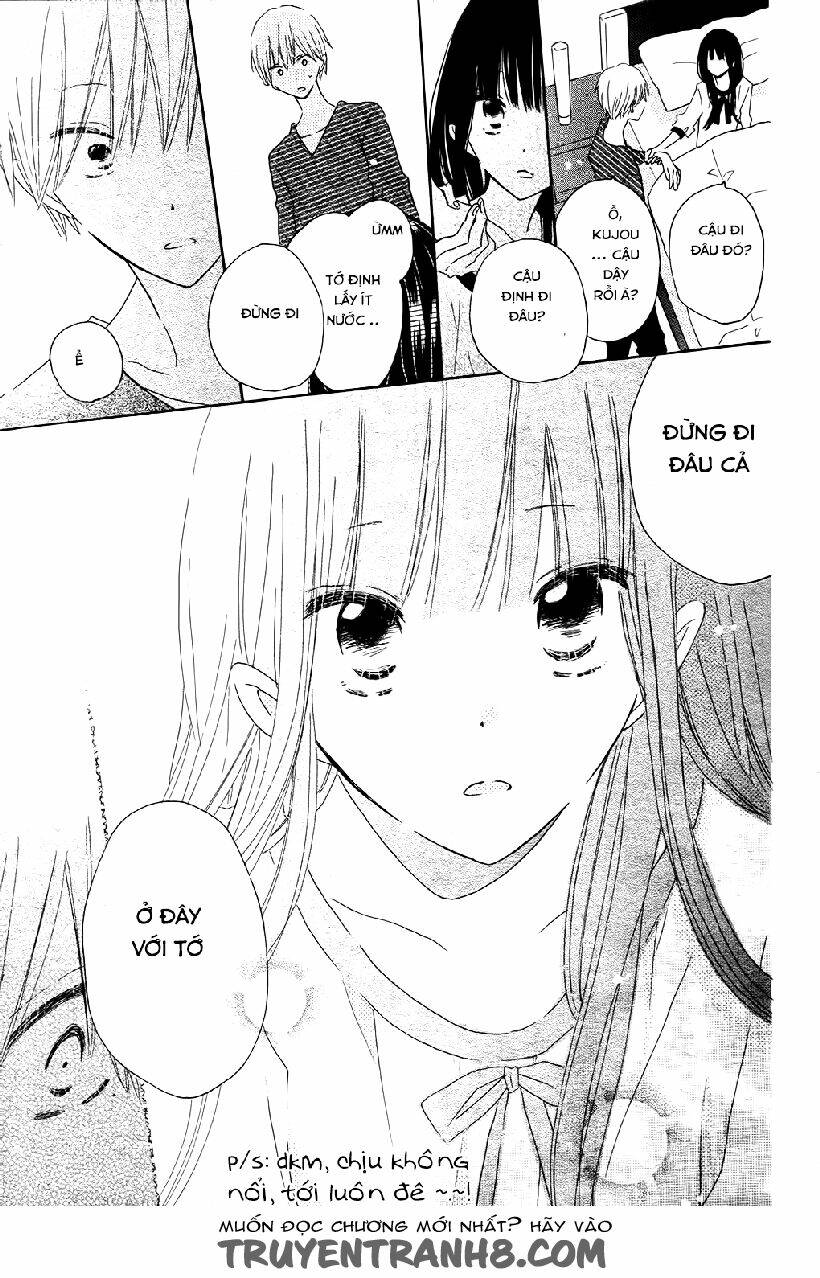 CẬU ĐI
ĐÂU ĐÓ?
Ồ,
KUJOU
... CẬU
DẬY
RỒI Á?
CẬU
ĐỊNH ĐI
ĐÂU?
ỪMM
TỚ ĐỊNH
LẤY ÍT
NƯỚC ..
ĐỪNG ĐI
Ể
ĐỪNG ĐI
ĐÂU CẢ
Ở ĐÂY
VỚI TỚ
p/s: dkm, chịu không
nổi, tới luôn đê ~~!
MUỐN ĐỌC CHƯƠNG MỚI NHẤT? HÃY VÀO
TRUYENTRANH8.COM